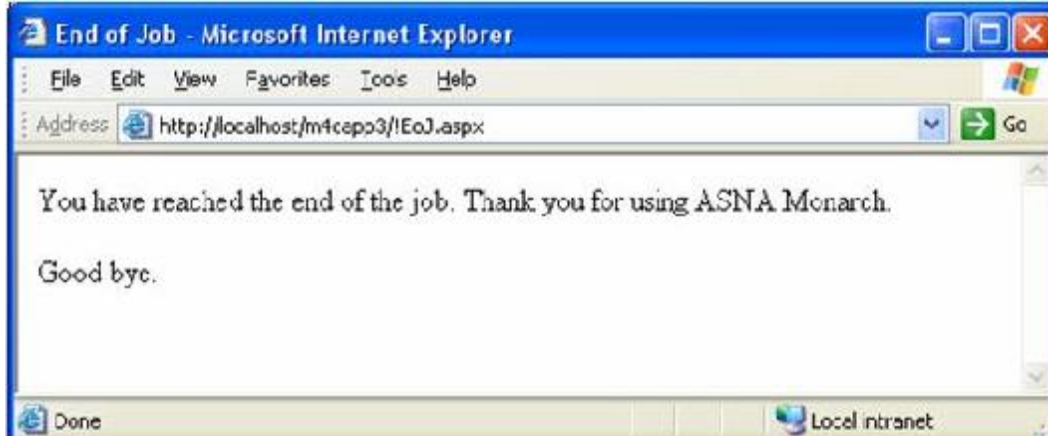 End of Job - Microsoft Internet Explorer
File Edit View Favorites Tools Help
Address http://localhost/m4capp3/!EoJ.aspx Go
You have reached the end of the job. Thank you for using ASNA Monarch.
Good bye.
Done Local intranet